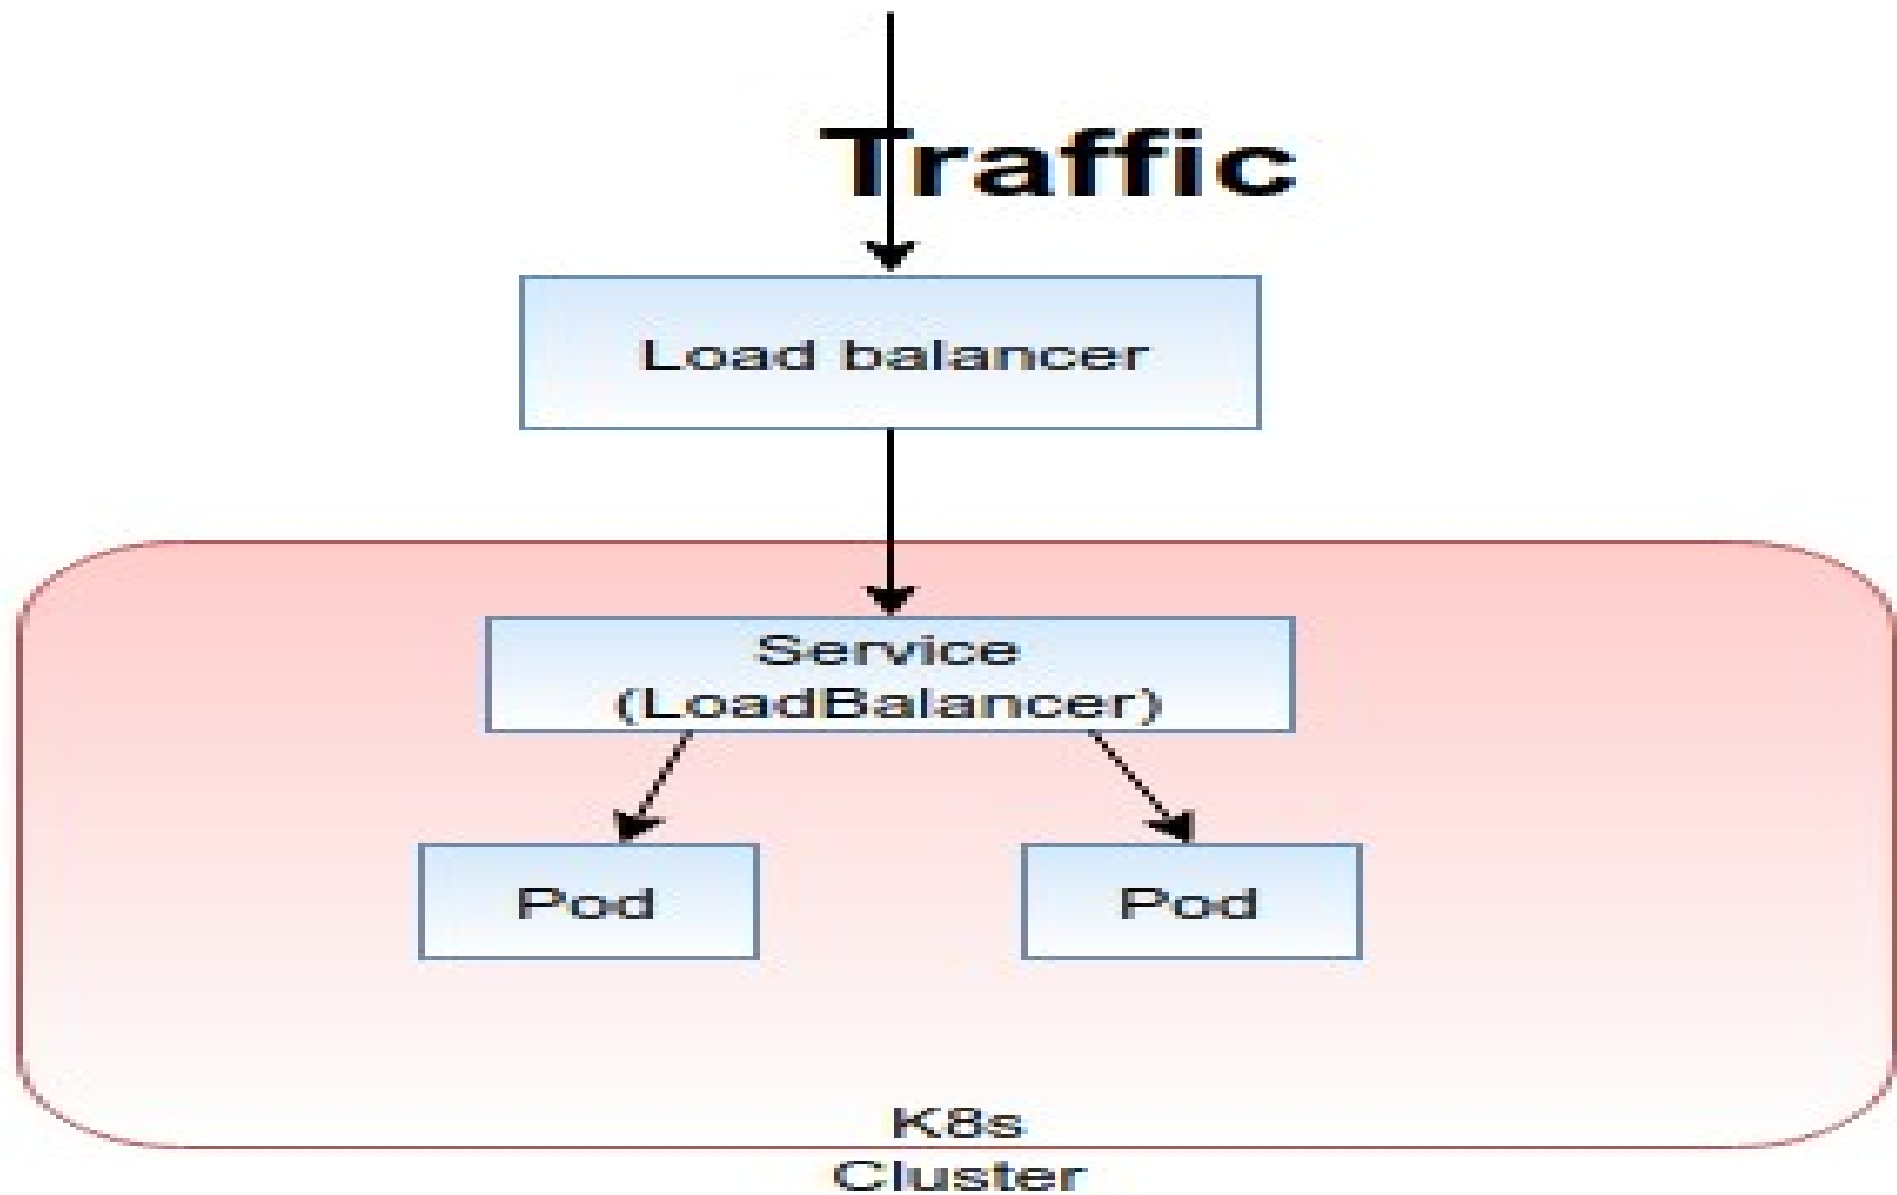 Traffic
Load balancer
Service
(LoadBalancer)
Pod
Pod
K8s
Cluster